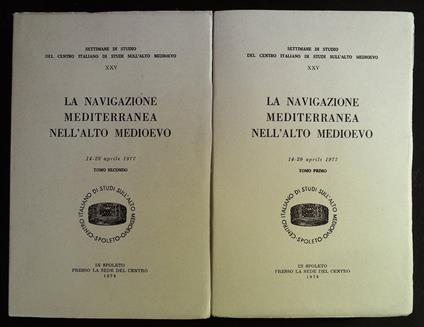 SETTIMANE DI STUDIO
DEL CENTRO ITALIANO DI STUDI SULL'ALTO MEDIOEVO
XXV
LA NAVIGAZIONE
MEDITERRANEA
NELL'ALTO MEDIOEVO
14-20 aprile 1977
TOMO SECONDO
CENTRO ITALIANO DI STUDI SULL'ALTO MEDIOEVO
SPOLETO
IN SPOLETO
PRESSO LA SEDE DEL CENTRO
1978
SETTIMANE DI STUDIO
DEL CENTRO ITALIANO DI STUDI SULL'ALTO MEDIOEVO
XXV
LA NAVIGAZIONE
MEDITERRANEA
NELL'ALTO MEDIOEVO
14-20 aprile 1977
TOMO PRIMO
CENTRO ITALIANO DI STUDI SULL'ALTO MEDIOEVO
SPOLETO
IN SPOLETO
PRESSO LA SEDE DEL CENTRO
1978